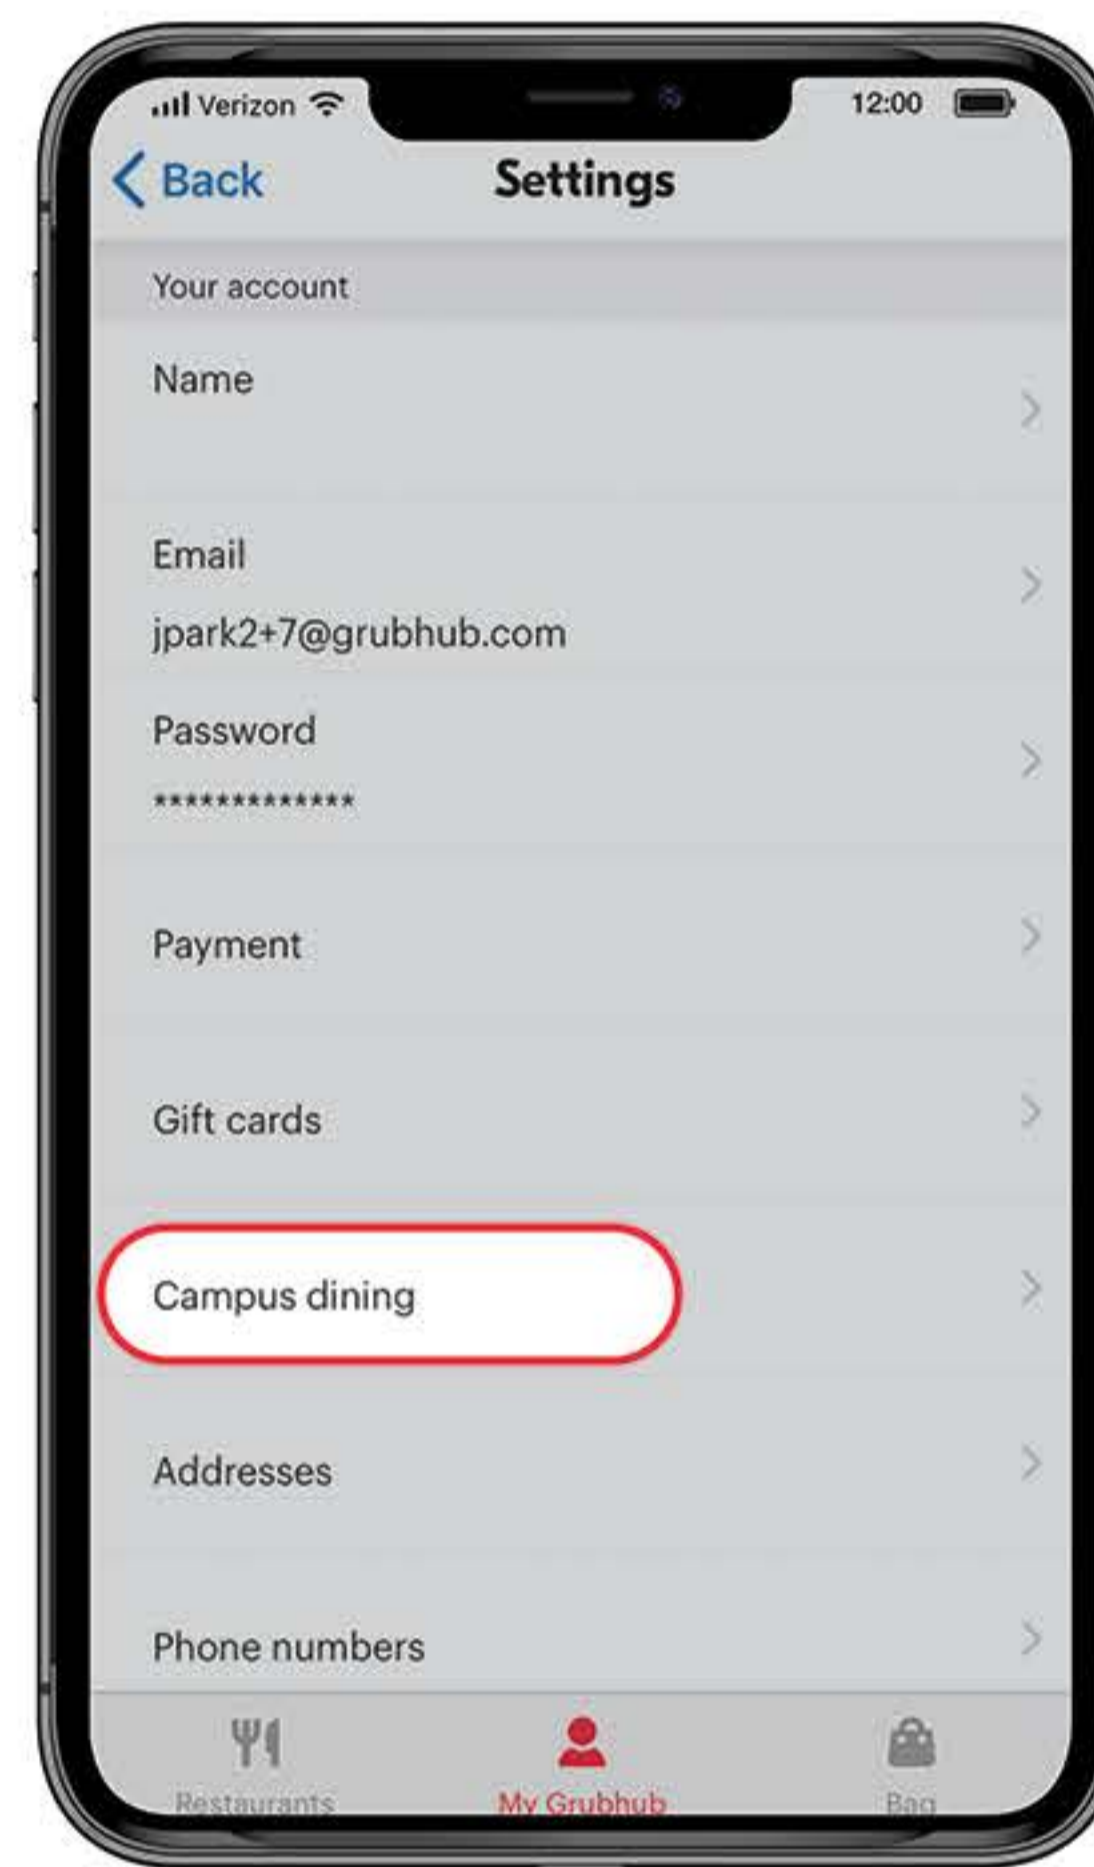 Verizon 12:00
Back Settings
Your account
Name
Email
jpark2+7@grubhub.com
Password
*************
Payment
Gift cards
Campus dining
Addresses
Phone numbers
Restaurants My Grubhub Bag